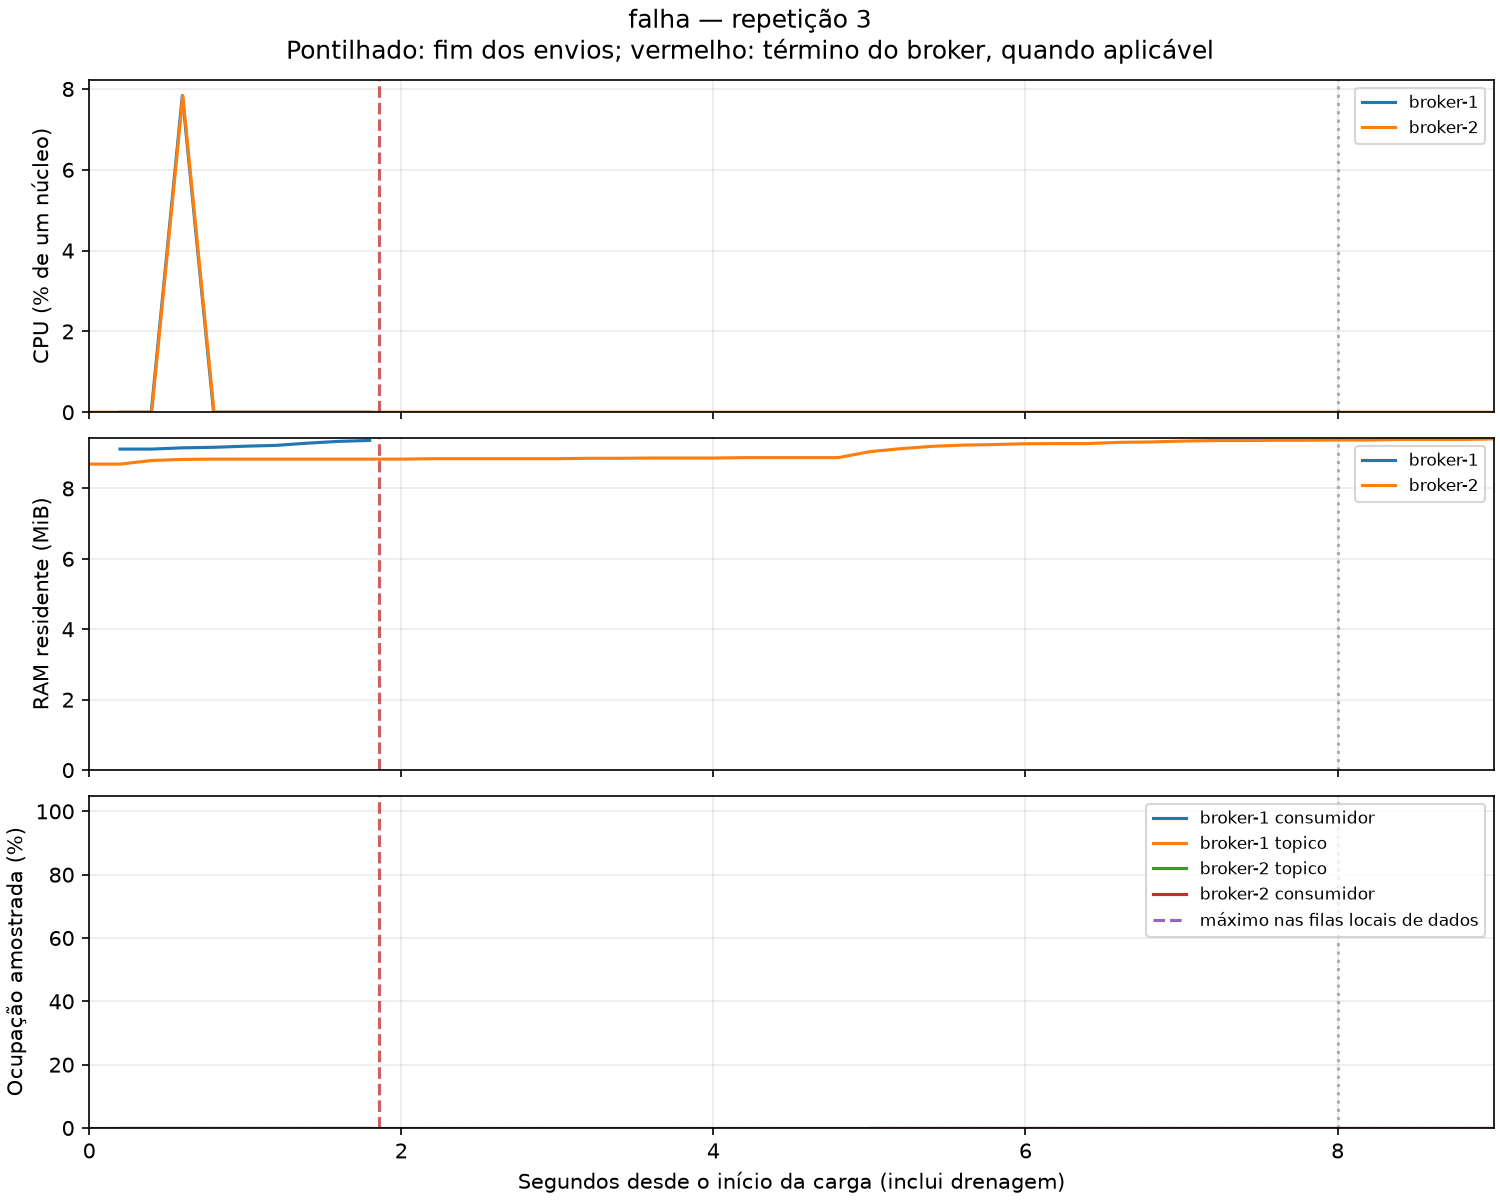 falha — repetição 3
Pontilhado: fim dos envios; vermelho: término do broker, quando aplicável
CPU (% de um núcleo)
8
6
4
2
0
broker-1
broker-2
RAM residente (MiB)
8
6
4
2
0
broker-1
broker-2
Ocupação amostrada (%)
100
80
60
40
20
0
broker-1 consumidor
broker-1 topico
broker-2 topico
broker-2 consumidor
máximo nas filas locais de dados
0 2 4 6 8
Segundos desde o início da carga (inclui drenagem)